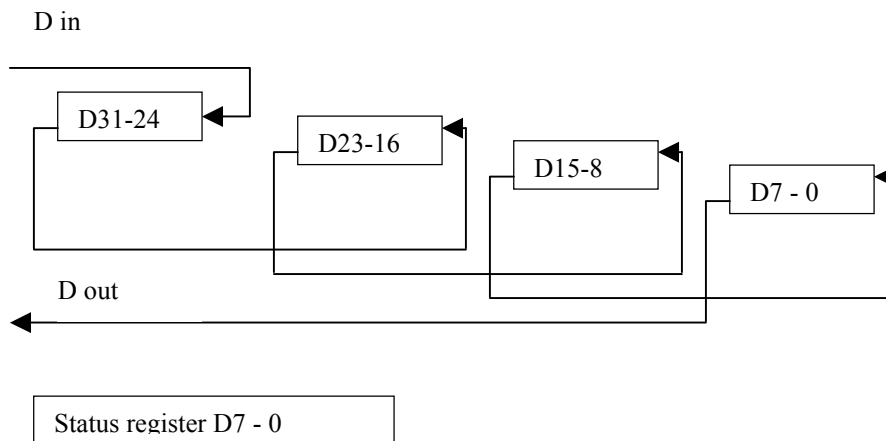 D in
D31-24
D23-16
D15-8
D7 - 0
D out
Status register D7 - 0